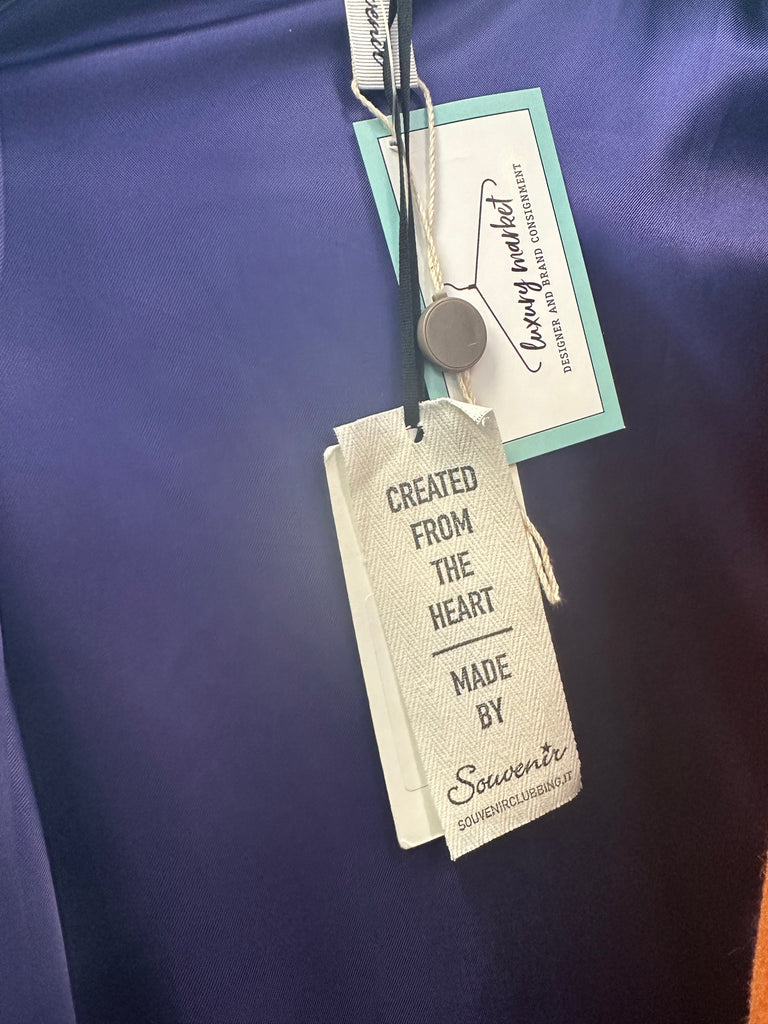 luxury market
DESIGNER AND BRAND CONSIGNMENT
CREATED
FROM
THE
HEART
MADE
BY
Souvenir
SOUVENIRCLUBBING.IT